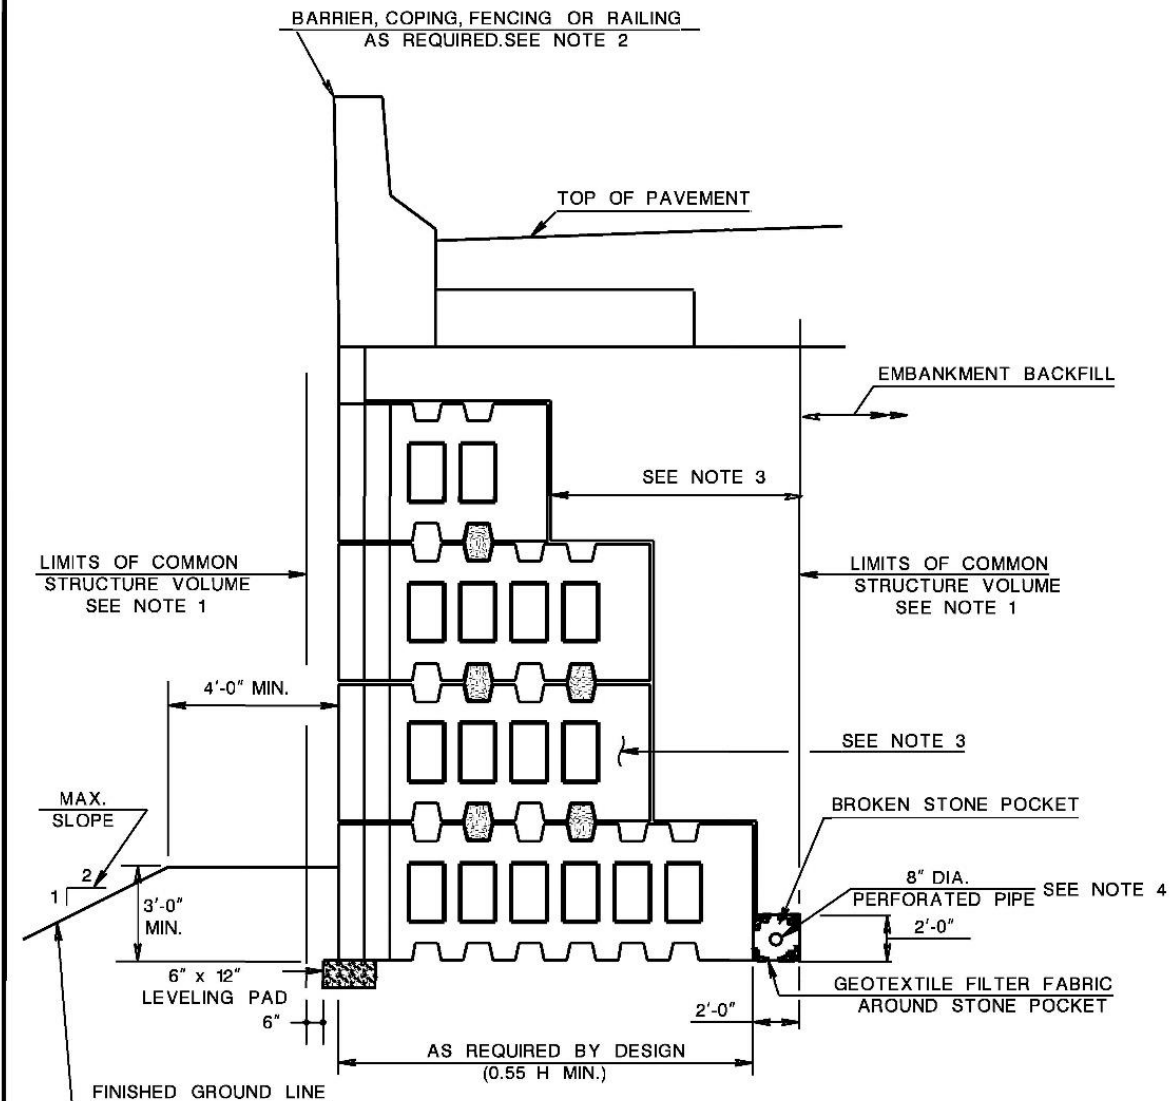 BARRIER, COPING, FENCING OR RAILING
AS REQUIRED.SEE NOTE 2
TOP OF PAVEMENT
EMBANKMENT BACKFILL
SEE NOTE 3
LIMITS OF COMMON
STRUCTURE VOLUME
SEE NOTE 1
LIMITS OF COMMON
STRUCTURE VOLUME
SEE NOTE 1
4'-0" MIN.
SEE NOTE 3
MAX.
SLOPE
BROKEN STONE POCKET
2
1
8" DIA.
PERFORATED PIPE SEE NOTE 4
3'-0"
MIN.
2'-0"
6" x 12"
LEVELING PAD
GEOTEXTILE FILTER FABRIC
AROUND STONE POCKET
6"
2'-0"
AS REQUIRED BY DESIGN
(0.55 H MIN.)
FINISHED GROUND LINE